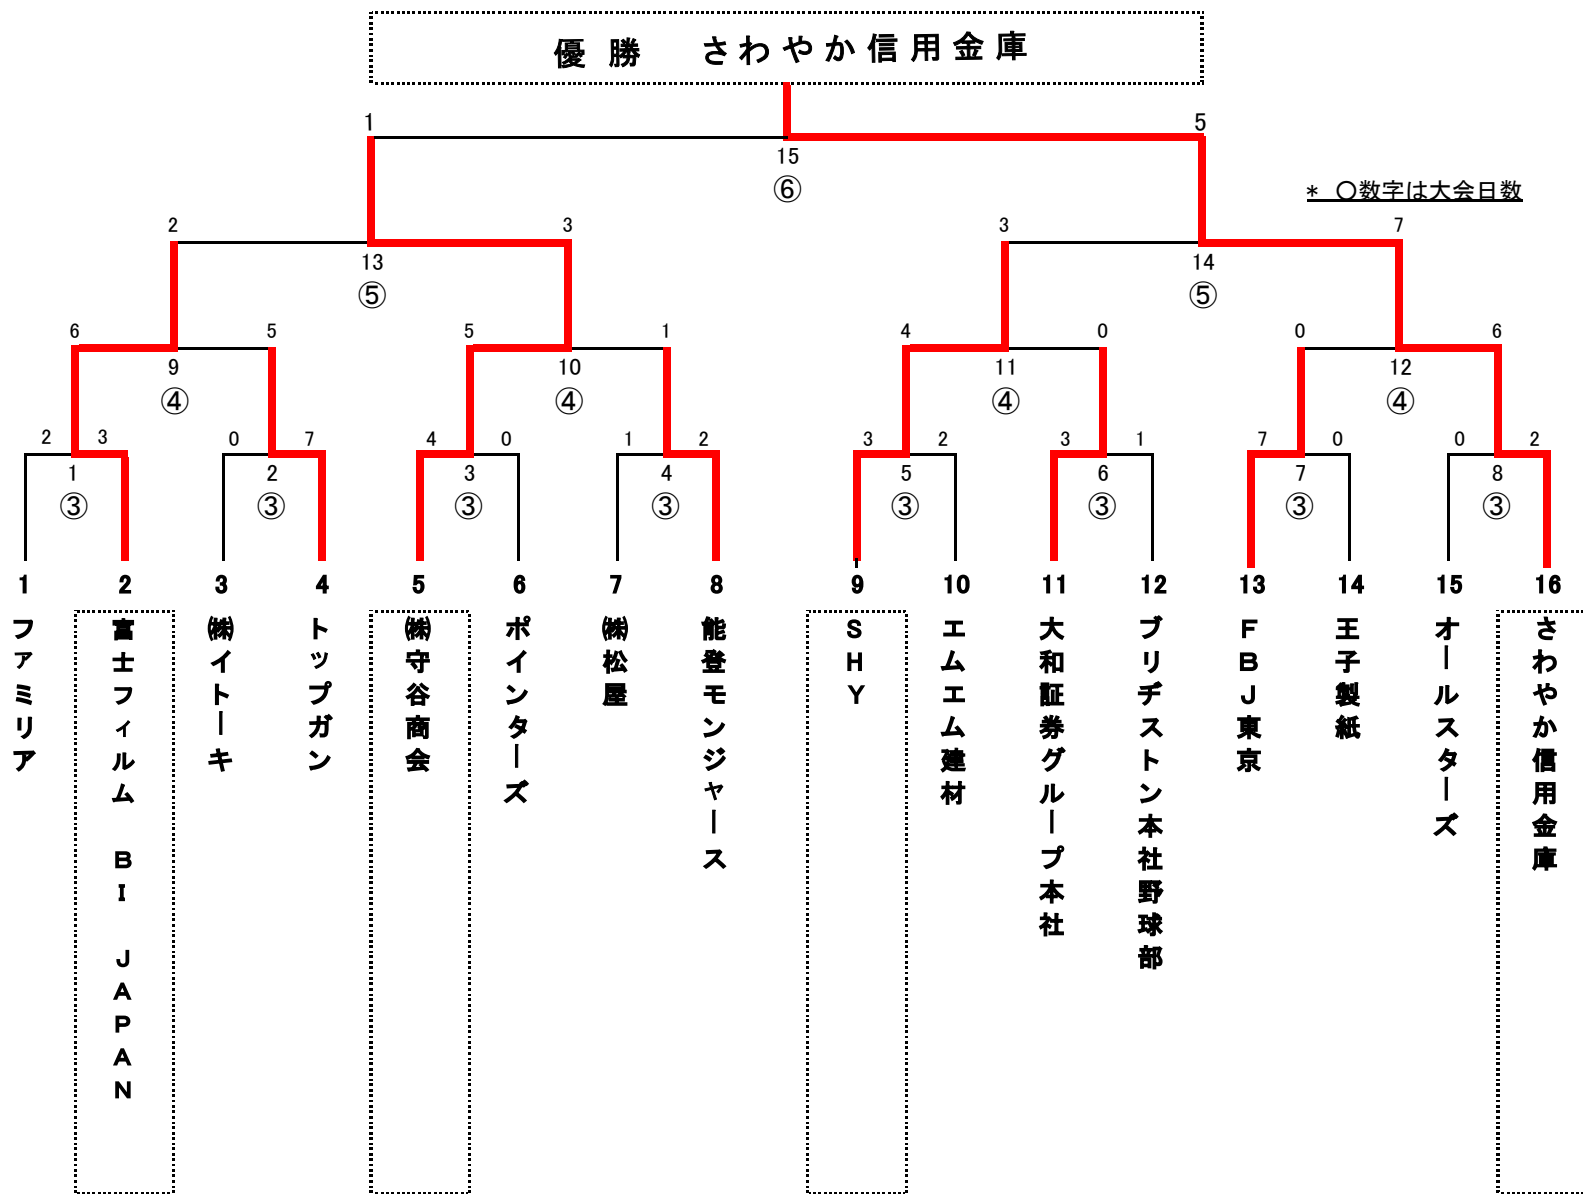 優勝 さわやか信用金庫
1 5
15
⑥
* 〇数字は大会日数
2 3 3 7
13 14
⑤ ⑤
6 5 5 1 4 0 0 6
9 10 11 12
④ ④ ④ ④
2 3 0 7 4 0 1 2 3 2 3 1 7 0 0 2
1 2 3 4 5 6 7 8
③ ③ ③ ③ ③ ③ ③ ③
1 2 3 4 5 6 7 8 9 10 11 12 13 14 15 16
ファミリア
富士フィルム BI JAPAN
㈱イトーキ
トップガン
㈱守谷商会
ポインターズ
㈱松屋
能登モンジャース
SHY
エムエム建材
大和証券グループ本社
ブリヂストン本社野球部
FBJ東京
王子製紙
オールスターズ
さわやか信用金庫